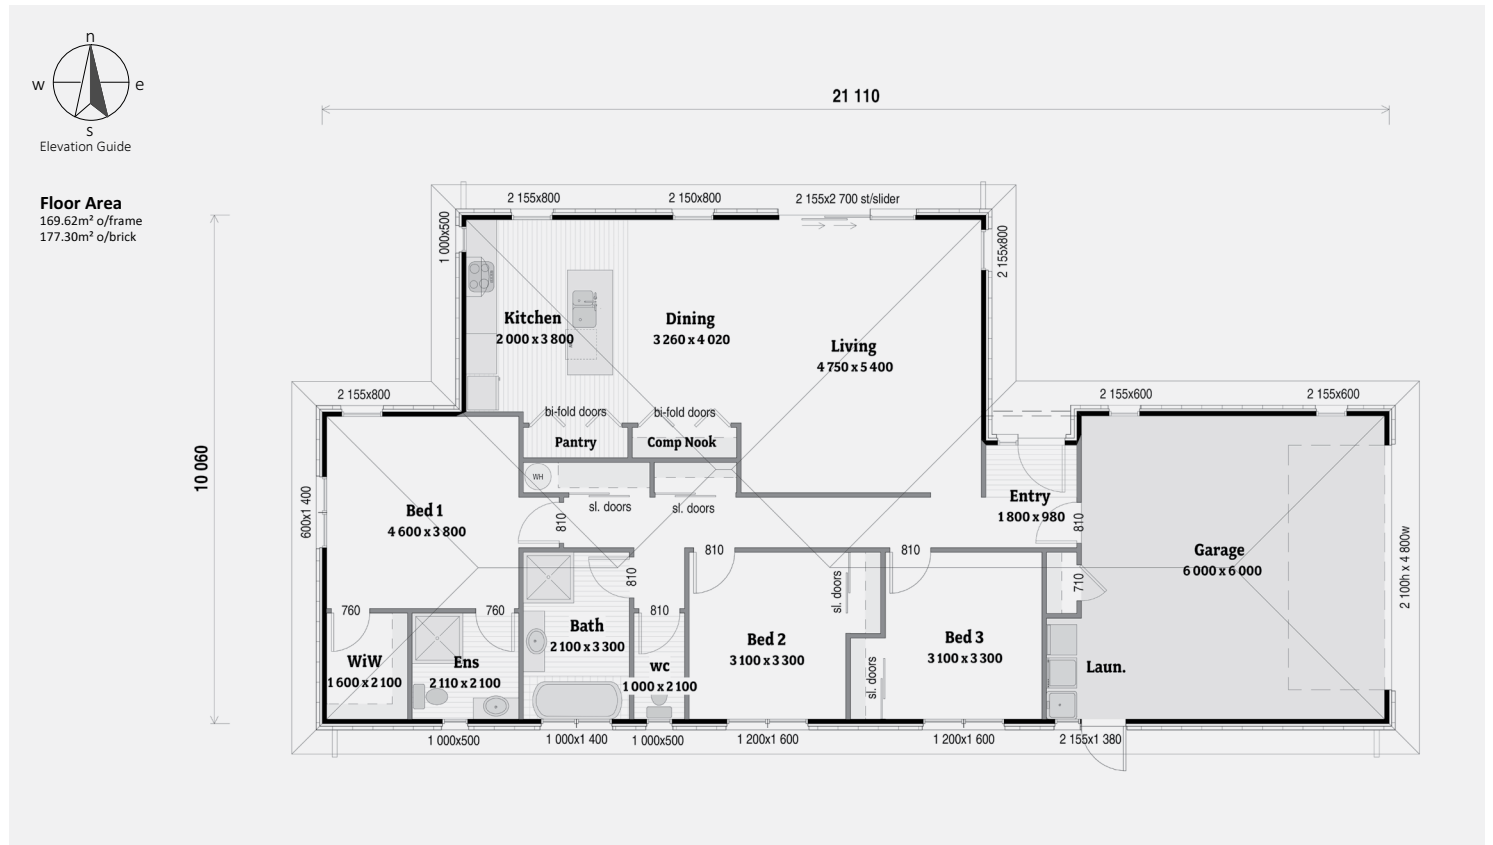 n
w e
s
Elevation Guide
Floor Area
169.62m² o/frame
177.30m² o/brick
21 110
10 060
2 155x800
2 150x800
2 155x2 700 st/slider
1 000x500
2 155x800
Kitchen
2 000 x 3 800
Dining
3 260 x 4 020
Living
4 750 x 5 400
2 155x800
2 155x600
2 155x600
bi-fold doors
bi-fold doors
Pantry
Comp Nook
WH
sl. doors
sl. doors
600x1 400
Bed 1
4 600 x 3 800
810
Entry
1 800 x 980
810
Garage
6 000 x 6 000
2 100h x 4 800w
810
810
810
710
sl. doors
760
760
810
Bath
2 100 x 3 300
Bed 2
3 100 x 3 300
Bed 3
3 100 x 3 300
WiW
1 600 x 2 100
Ens
2 110 x 2 100
wc
1 000 x 2 100
sl. doors
Laun.
1 000x500
1 000x1 400
1 000x500
1 200x1 600
1 200x1 600
2 155x1 380